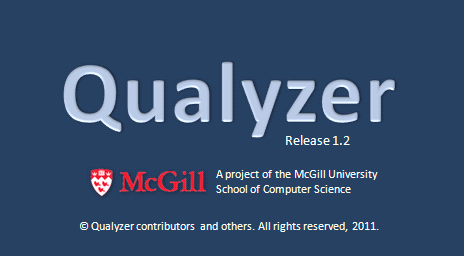 Qualyzer
Release 1.2
McGill
A project of the McGill University
School of Computer Science
© Qualyzer contributors and others. All rights reserved, 2011.